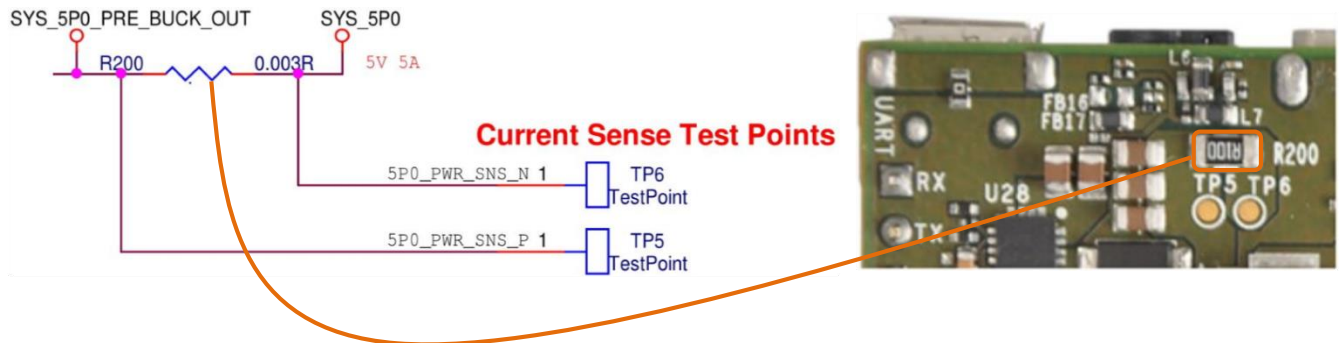 SYS_5P0_PRE_BUCK_OUT
SYS_5P0
R200
0.003R
5V 5A
Current Sense Test Points
5P0_PWR_SNS_N 1
TP6
TestPoint
5P0_PWR_SNS_P 1
TP5
TestPoint
L6
FB16
FB17
L7
UART
R100
R200
RX
TP5 TP6
U28
TX